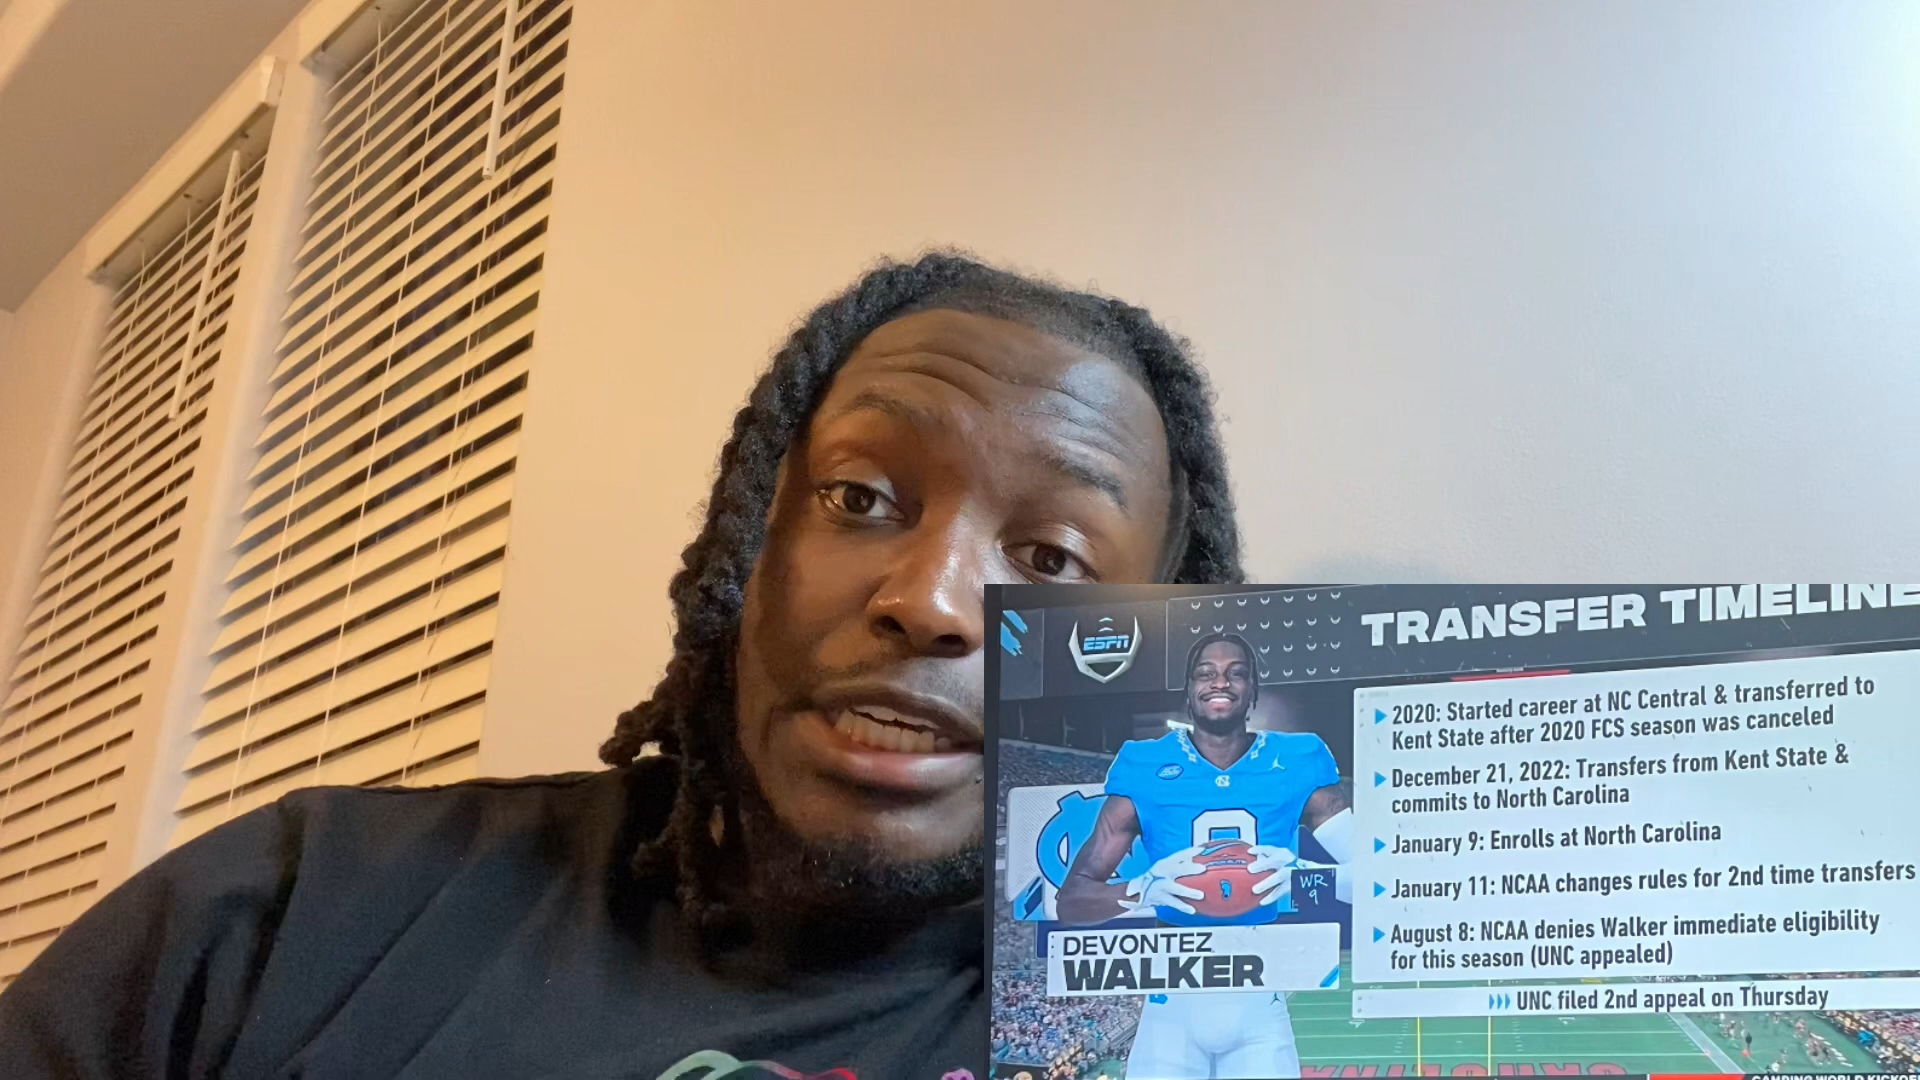 ESPN
TRANSFER TIMELINE
2020: Started career at NC Central & transferred to
Kent State after 2020 FCS season was canceled
December 21, 2022: Transfers from Kent State &
commits to North Carolina
January 9: Enrolls at North Carolina
January 11: NCAA changes rules for 2nd time transfers
August 8: NCAA denies Walker immediate eligibility
for this season (UNC appealed)
UNC filed 2nd appeal on Thursday
WR
9
DEVONTEZ
WALKER
CAMPING WORLD KICKOF